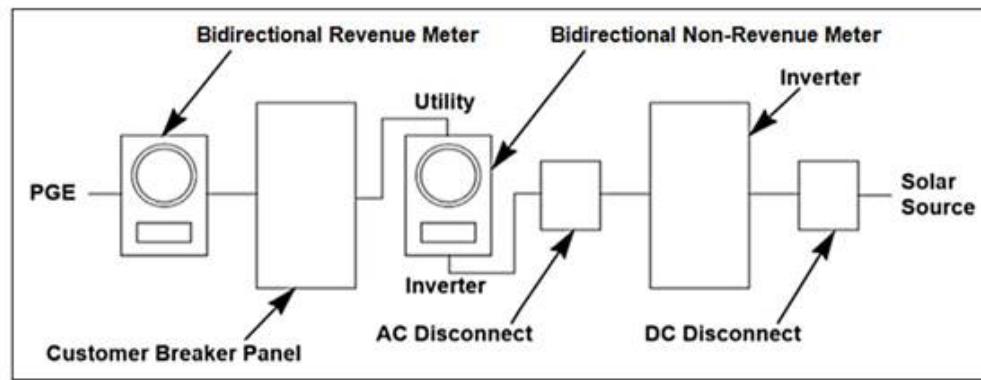 Bidirectional Revenue Meter
Bidirectional Non-Revenue Meter
Inverter
Utility
PGE
Solar
Source
Inverter
AC Disconnect
DC Disconnect
Customer Breaker Panel